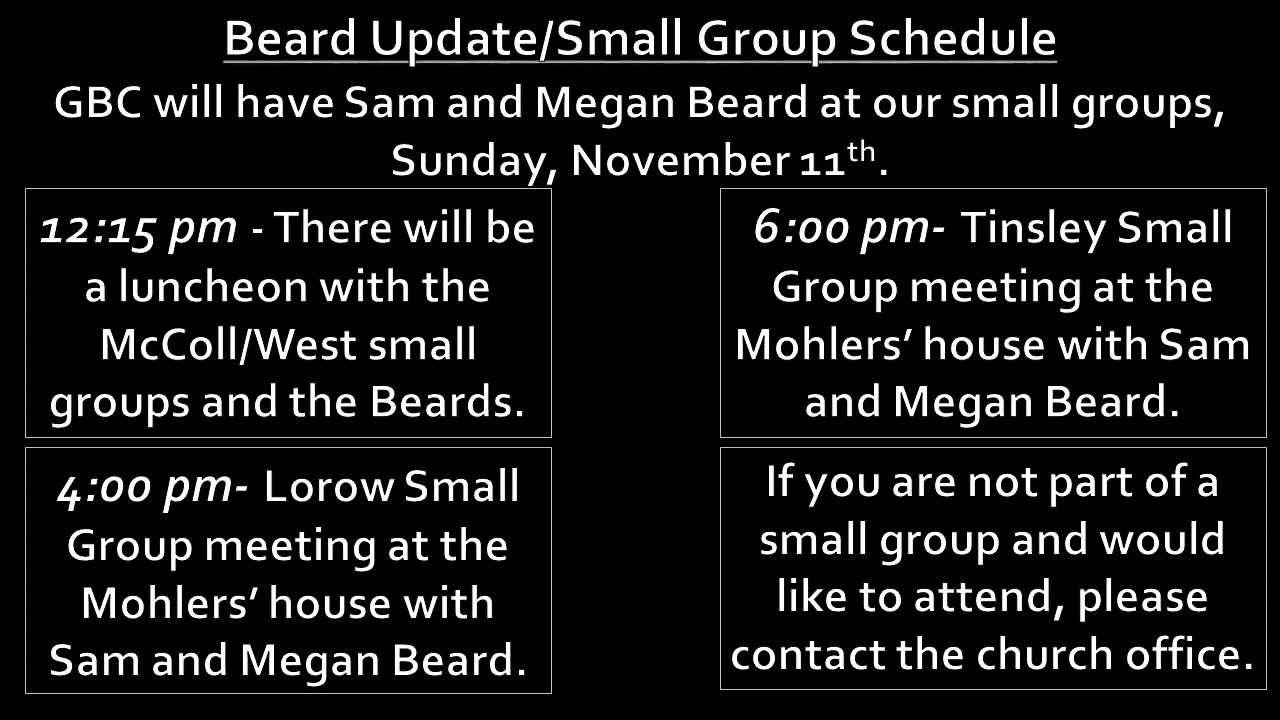 Beard Update/Small Group Schedule
GBC will have Sam and Megan Beard at our small groups,
Sunday, November 11th.
12:15 pm - There will be
a luncheon with the
McColl/West small
groups and the Beards.
4:00 pm- Lorow Small
Group meeting at the
Mohlers’ house with
Sam and Megan Beard.
6:00 pm- Tinsley Small
Group meeting at the
Mohlers’ house with Sam
and Megan Beard.
If you are not part of a
small group and would
like to attend, please
contact the church office.